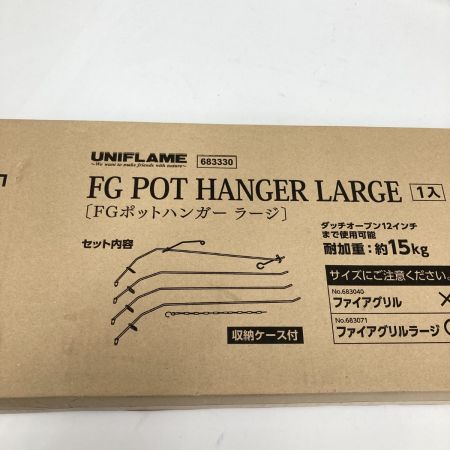 UNIFLAME 683330
~We want to make friends with nature~
FG POT HANGER LARGE 1入
〔FGポットハンガー ラージ〕
セット内容
収納ケース付
ダッチオーブン12インチ
まで使用可能
耐加重:約15kg
サイズにご注意ください。
No.683040
ファイアグリル
No.683071
ファイアグリルラージ